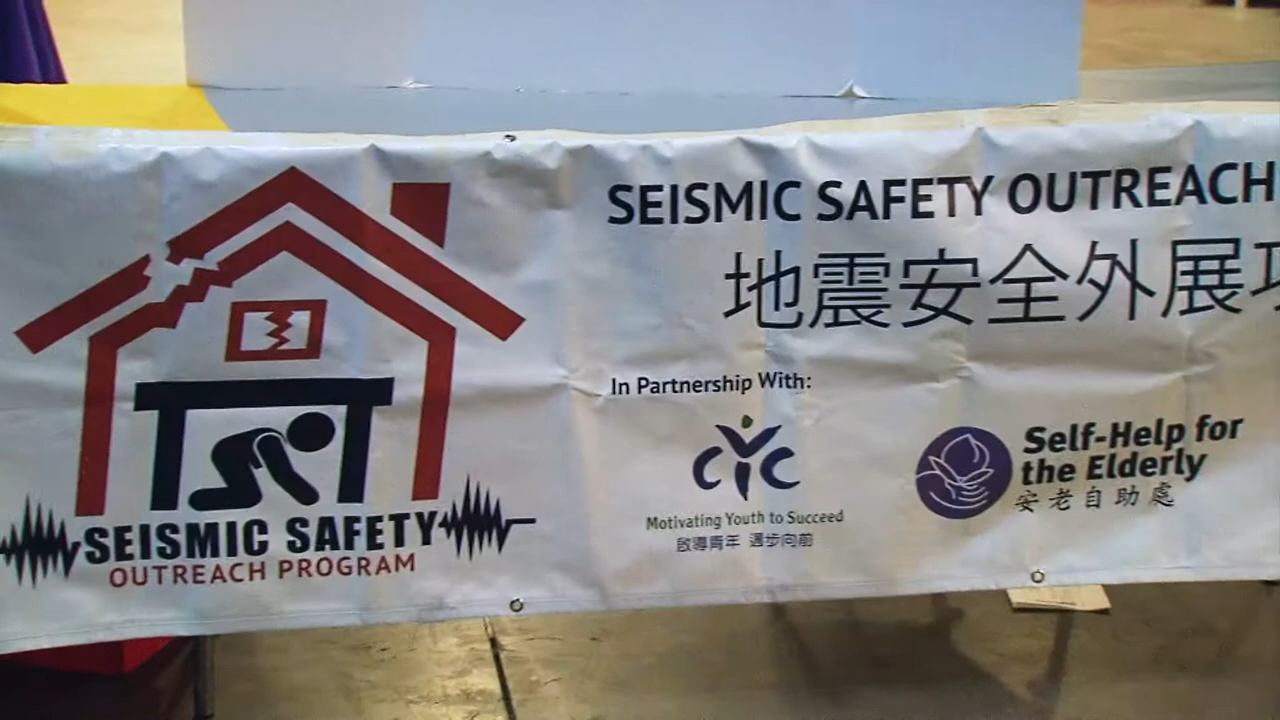 SEISMIC SAFETY OUTREACH
地震安全外展
In Partnership With:
CYC
Motivating Youth to Succeed
啟導青年 邁步向前
Self-Help for
the Elderly
安老自助處
SEISMIC SAFETY
OUTREACH PROGRAM